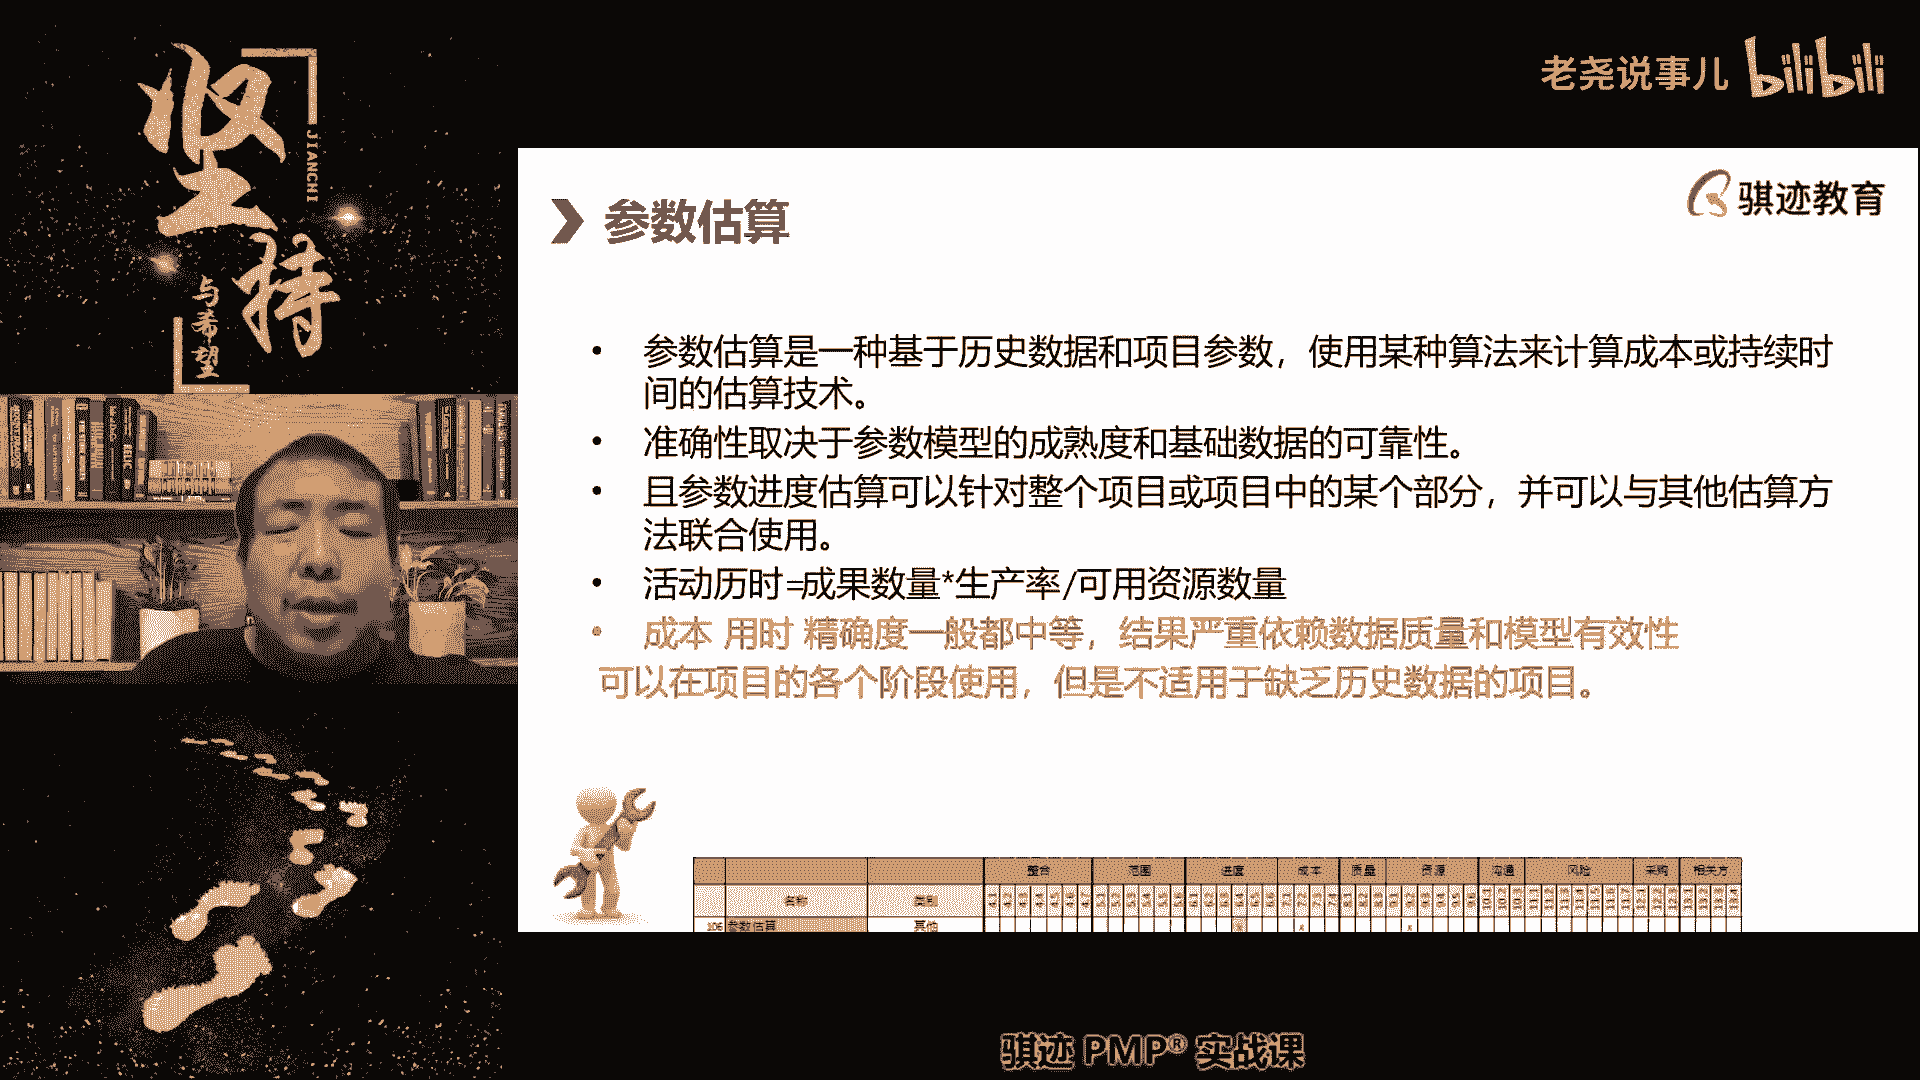 坚持
JIANCHI
与希望
老尧说事儿 bilibili
骐迹教育
参数估算
• 参数估算是一种基于历史数据和项目参数，使用某种算法来计算成本或持续时
间的估算技术。
• 准确性取决于参数模型的成熟度和基础数据的可靠性。
• 且参数进度估算可以针对整个项目或项目中的某个部分，并可以与其他估算方
法联合使用。
• 活动历时=成果数量*生产率/可用资源数量
• 成本 用时 精确度一般都中等，结果严重依赖数据质量和模型有效性
可以在项目的各个阶段使用，但是不适用于缺乏历史数据的项目。
整合 范围 进度 成本 质量 资源 沟通 风险 采购 相关方
名称 类别
106 参数估算 其他
骐迹 PMP® 实战课